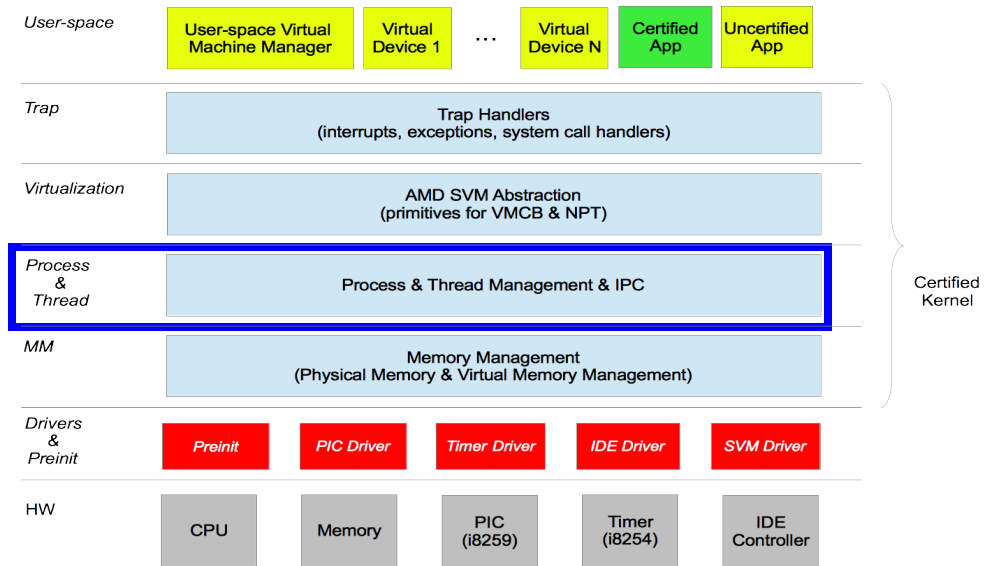 User-space
User-space Virtual
Machine Manager
Virtual
Device 1
...
Virtual
Device N
Certified
App
Uncertified
App
Trap
Trap Handlers
(interrupts, exceptions, system call handlers)
Virtualization
AMD SVM Abstraction
(primitives for VMCB & NPT)
Process
&
Thread
Process & Thread Management & IPC
Certified
Kernel
MM
Memory Management
(Physical Memory & Virtual Memory Management)
Drivers
&
Preinit
Preinit
PIC Driver
Timer Driver
IDE Driver
SVM Driver
HW
CPU
Memory
PIC
(i8259)
Timer
(i8254)
IDE
Controller